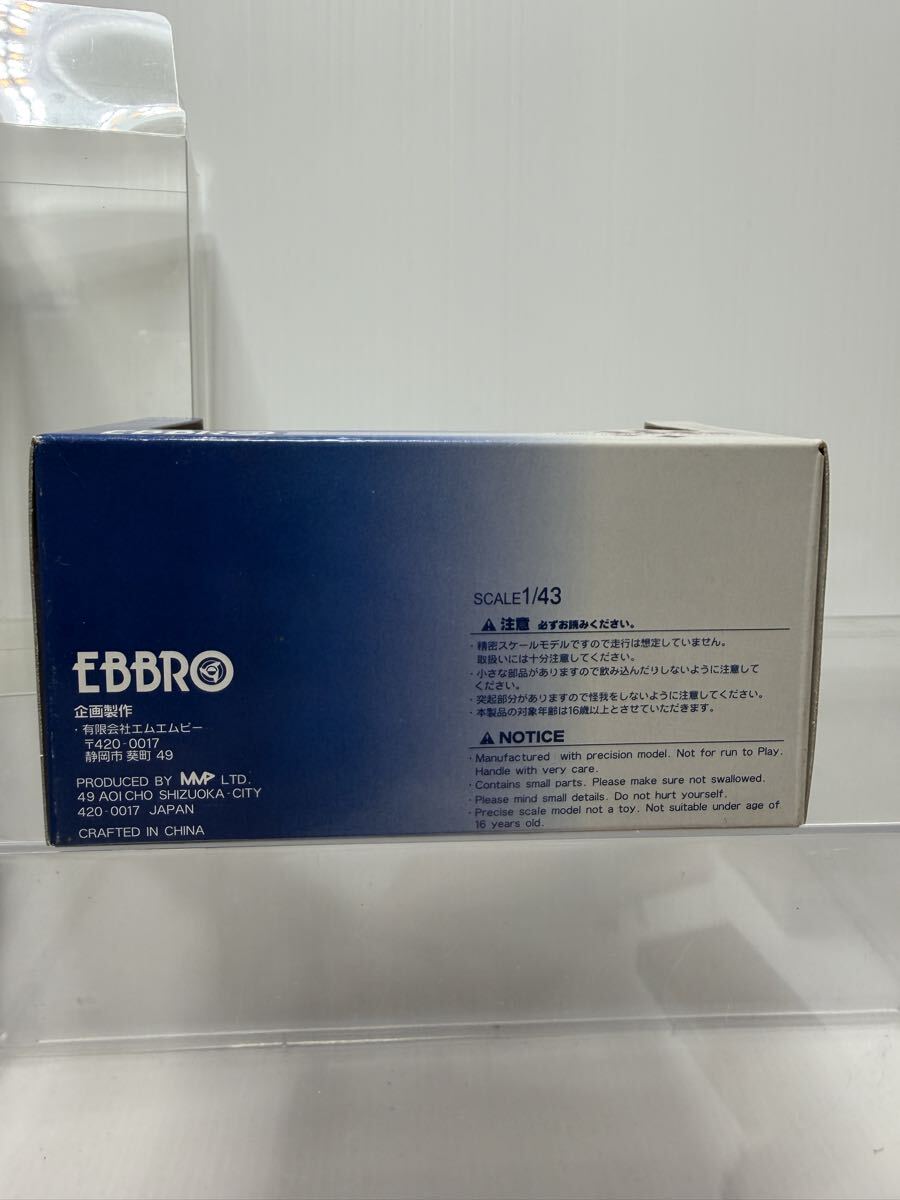 EBBRO
企画製作
・有限会社エムエムピー
〒420-0017
静岡市 葵町 49
PRODUCED BY MMP LTD.
49 AOI CHO SHIZUOKA-CITY
420-0017 JAPAN
CRAFTED IN CHINA
SCALE1/43
注意 必ずお読みください。
・精密スケールモデルですので走行は想定していません。
取扱いには十分注意してください。
・小さな部品がありますので飲み込んだりしないように注意して
ください。
・突起部分がありますので怪我をしないように注意してください。
・本製品の対象年齢は16歳以上とさせていただきます。
NOTICE
・Manufactured with precision model. Not for run to Play.
Handle with very care.
・Contains small parts. Please make sure not swallowed.
・Please mind small details. Do not hurt yourself.
・Precise scale model not a toy. Not suitable under age of
16 years old.